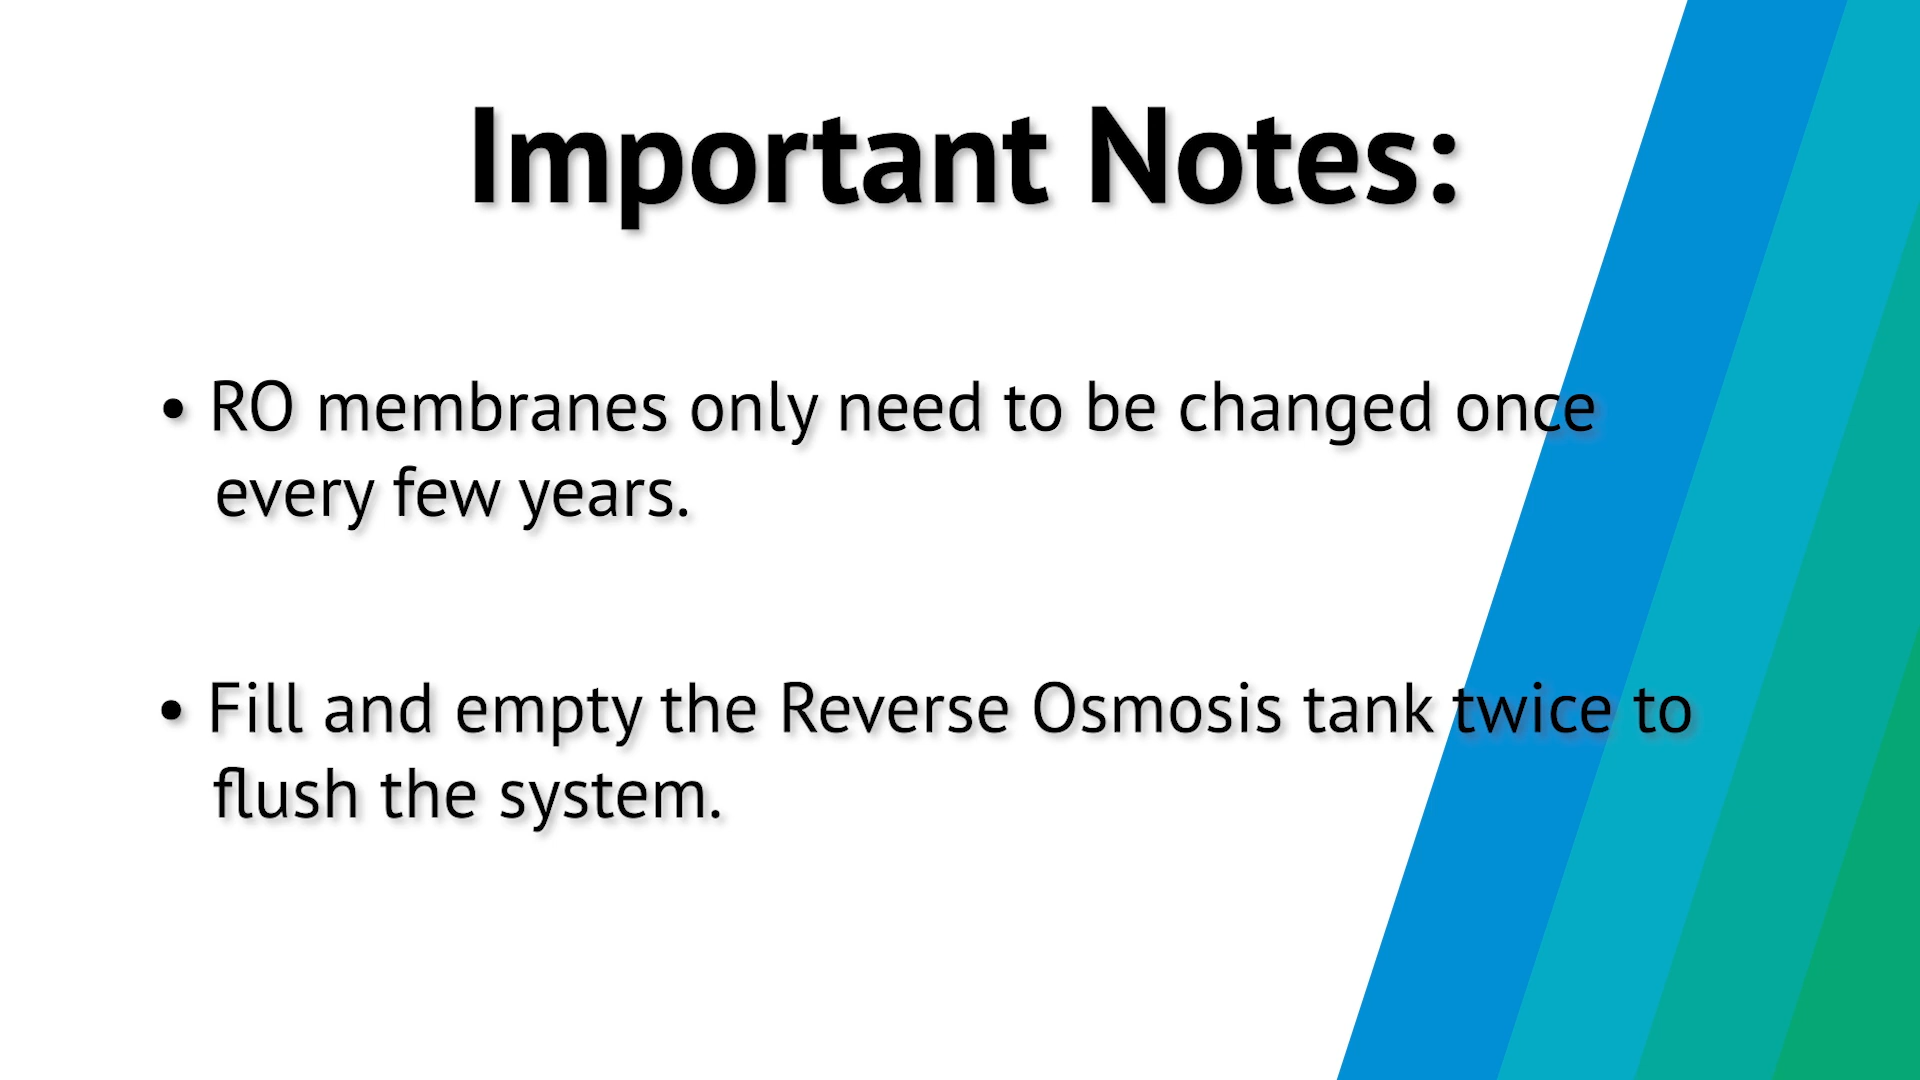 Important Notes:
• RO membranes only need to be changed once
every few years.
• Fill and empty the Reverse Osmosis tank twice to
flush the system.